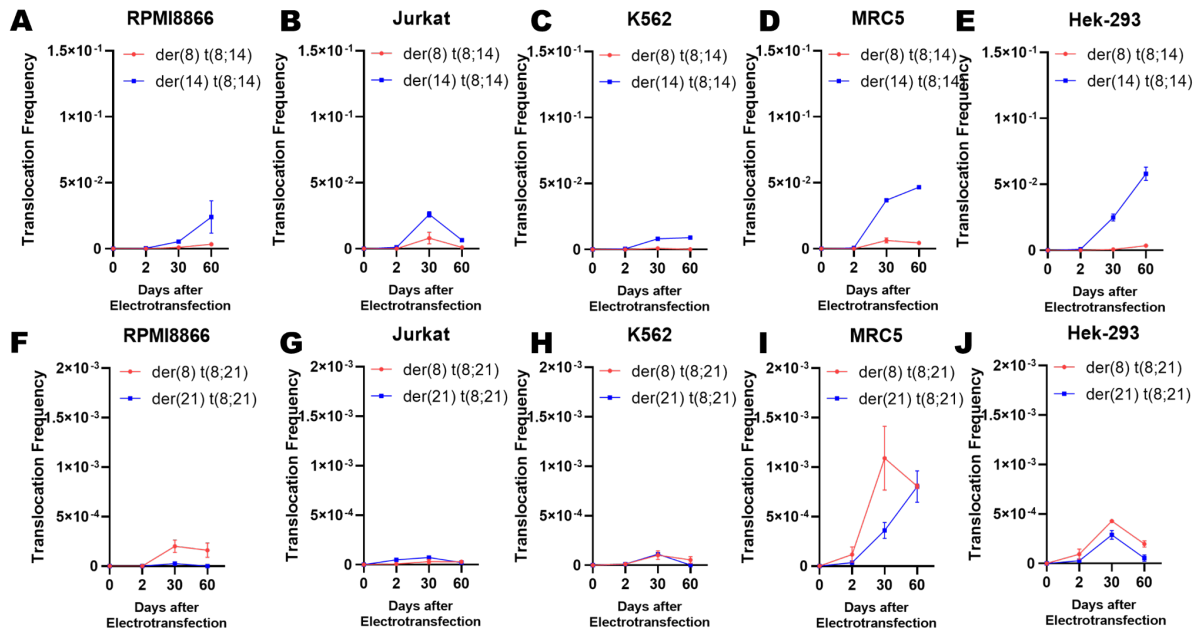 A
RPMI8866
Translocation Frequency
1.5×10⁻¹
1×10⁻¹
5×10⁻²
0
der(8) t(8;14)
der(14) t(8;14)
0 2 30 60
Days after
Electrotransfection
B
Jurkat
Translocation Frequency
1.5×10⁻¹
1×10⁻¹
5×10⁻²
0
der(8) t(8;14)
der(14) t(8;14)
0 2 30 60
Days after
Electrotransfection
C
K562
Translocation Frequency
1.5×10⁻¹
1×10⁻¹
5×10⁻²
0
der(8) t(8;14)
der(14) t(8;14)
0 2 30 60
Days after
Electrotransfection
D
MRC5
Translocation Frequency
1.5×10⁻¹
1×10⁻¹
5×10⁻²
0
der(8) t(8;14)
der(14) t(8;14)
0 2 30 60
Days after
Electrotransfection
E
Hek-293
Translocation Frequency
1.5×10⁻¹
1×10⁻¹
5×10⁻²
0
der(8) t(8;14)
der(14) t(8;14)
0 2 30 60
Days after
Electrotransfection
F
RPMI8866
Translocation Frequency
2×10⁻³
1.5×10⁻³
1×10⁻³
5×10⁻⁴
0
der(8) t(8;21)
der(21) t(8;21)
0 2 30 60
Days after
Electrotransfection
G
Jurkat
Translocation Frequency
2×10⁻³
1.5×10⁻³
1×10⁻³
5×10⁻⁴
0
der(8) t(8;21)
der(21) t(8;21)
0 2 30 60
Days after
Electrotransfection
H
K562
Translocation Frequency
2×10⁻³
1.5×10⁻³
1×10⁻³
5×10⁻⁴
0
der(8) t(8;21)
der(21) t(8;21)
0 2 30 60
Days after
Electrotransfection
I
MRC5
Translocation Frequency
2×10⁻³
1.5×10⁻³
1×10⁻³
5×10⁻⁴
0
der(8) t(8;21)
der(21) t(8;21)
0 2 30 60
Days after
Electrotransfection
J
Hek-293
Translocation Frequency
2×10⁻³
1.5×10⁻³
1×10⁻³
5×10⁻⁴
0
der(8) t(8;21)
der(21) t(8;21)
0 2 30 60
Days after
Electrotransfection